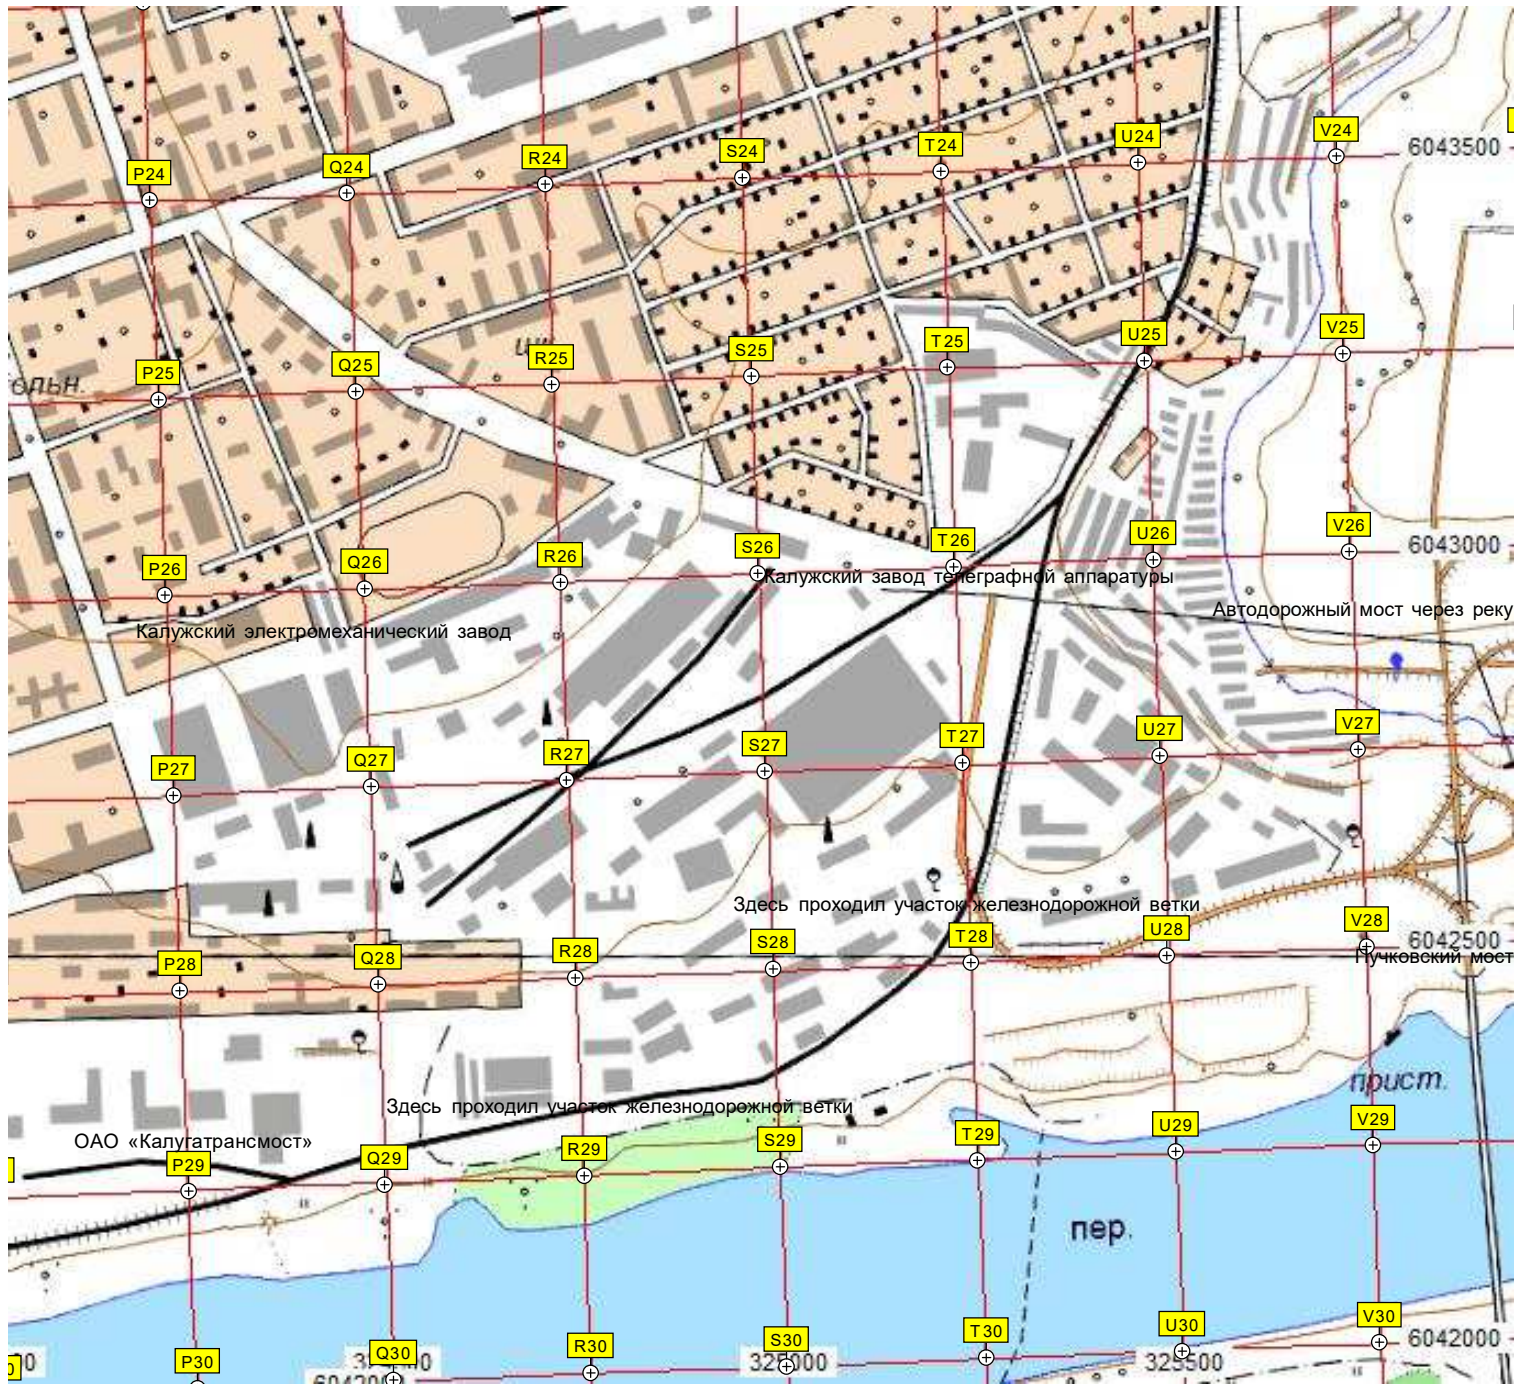 P24
Q24
R24
S24
T24
U24
V24
6043500
ольн.
P25
Q25
R25
S25
T25
U25
V25
P26
Q26
R26
S26
T26
U26
V26
6043000
Калужский завод телеграфной аппаратуры
Автодорожный мост через реку
Калужский электромеханический завод
P27
Q27
R27
S27
T27
U27
V27
Здесь проходил участок железнодорожной ветки
P28
Q28
R28
S28
T28
U28
V28
6042500
Пучковский мост
прист.
Здесь проходил участок железнодорожной ветки
ОАО «Калугатрансмост»
P29
Q29
R29
S29
T29
U29
V29
пер.
P30
Q30
R30
S30
T30
U30
V30
6042000
325000
325500